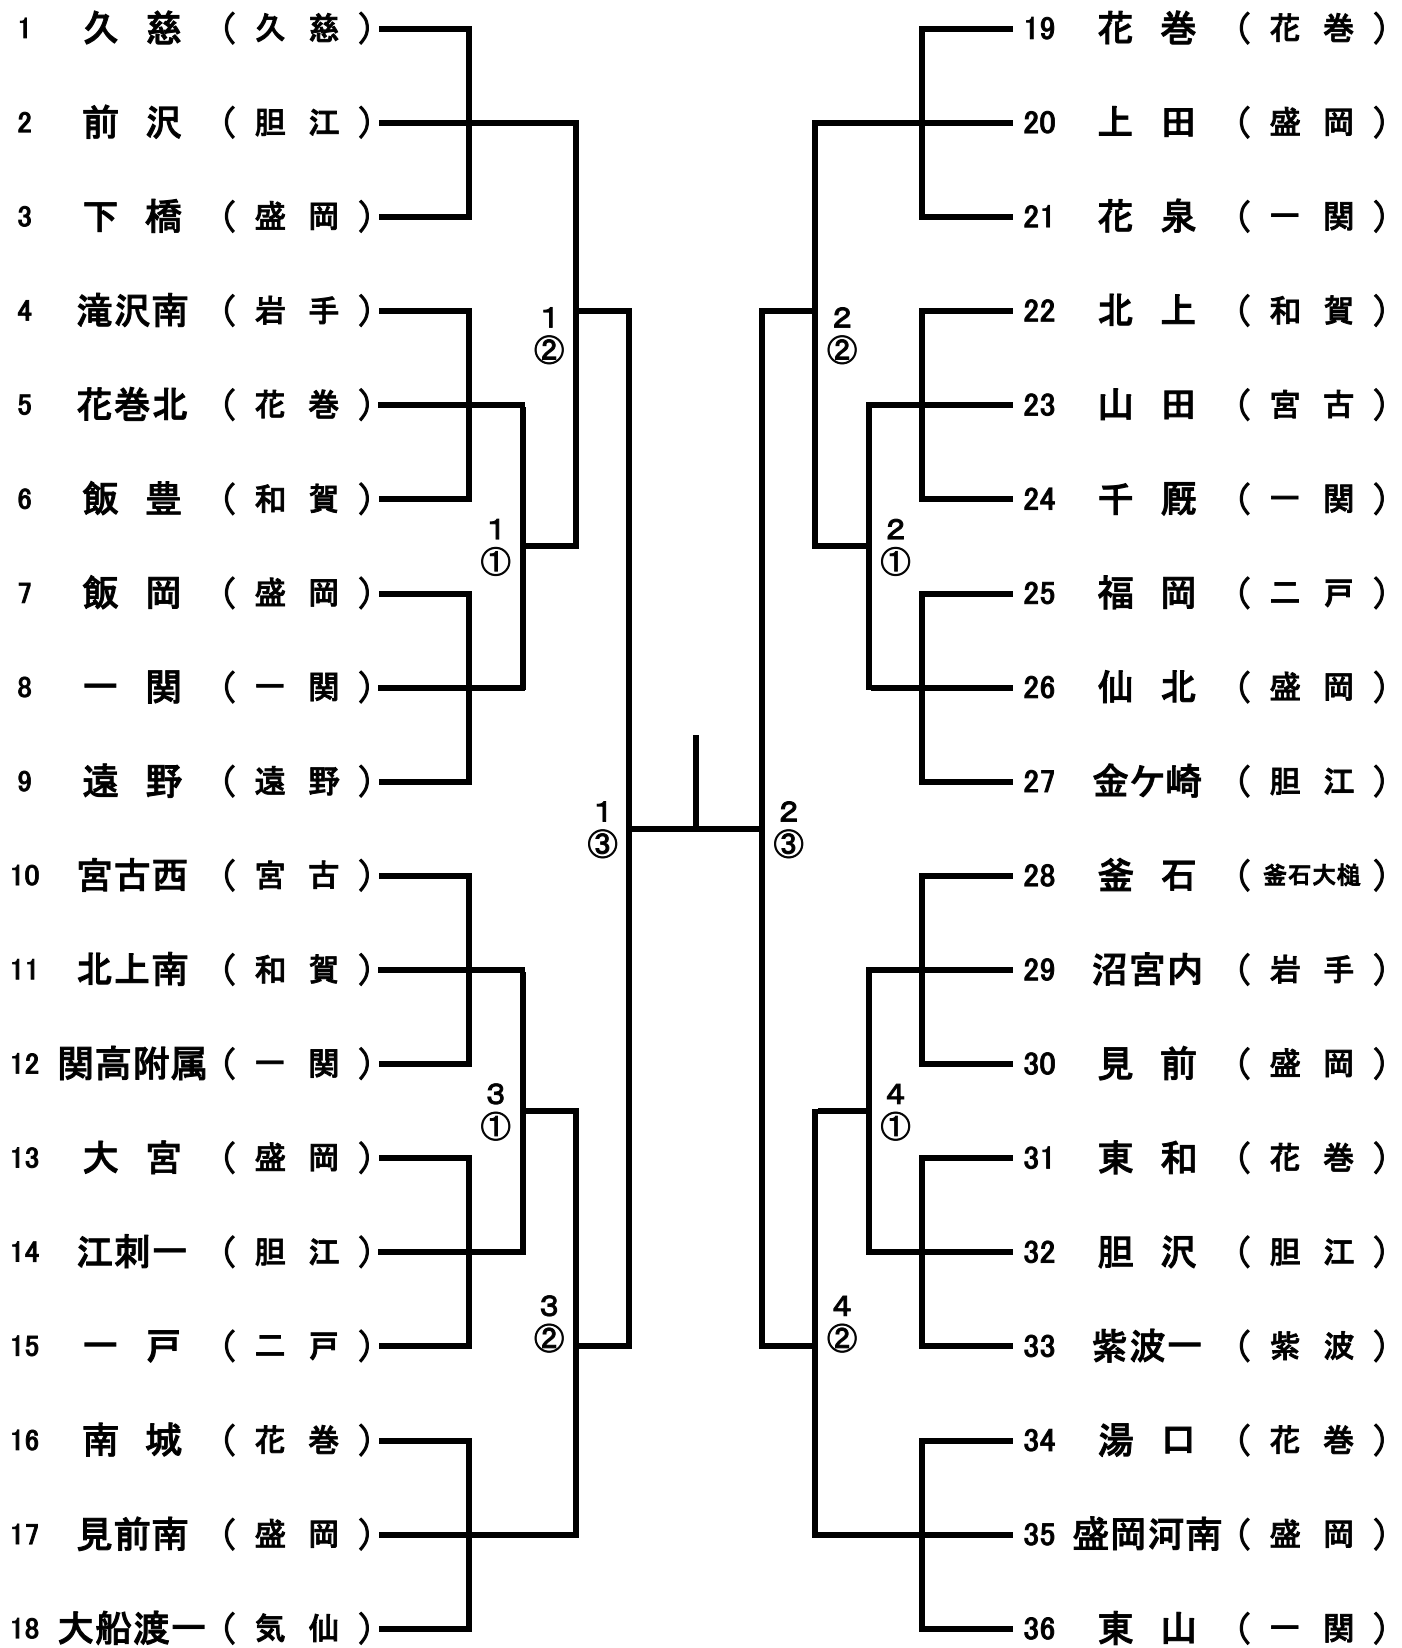 1 久慈 (久慈)
2 前沢 (胆江)
3 下橋 (盛岡)
4 滝沢南 (岩手)
5 花巻北 (花巻)
6 飯豊 (和賀)
7 飯岡 (盛岡)
8 一関 (一関)
9 遠野 (遠野)
10 宮古西 (宮古)
11 北上南 (和賀)
12 関高附属 (一関)
13 大宮 (盛岡)
14 江刺一 (胆江)
15 一戸 (二戸)
16 南城 (花巻)
17 見前南 (盛岡)
18 大船渡一 (気仙)
1
②
1
①
1
③
3
①
3
②
2
②
2
①
2
③
4
①
4
②
19 花巻 (花巻)
20 上田 (盛岡)
21 花泉 (一関)
22 北上 (和賀)
23 山田 (宮古)
24 千厩 (一関)
25 福岡 (二戸)
26 仙北 (盛岡)
27 金ケ崎 (胆江)
28 釜石 (釜石大槌)
29 沼宮内 (岩手)
30 見前 (盛岡)
31 東和 (花巻)
32 胆沢 (胆江)
33 紫波一 (紫波)
34 湯口 (花巻)
35 盛岡河南 (盛岡)
36 東山 (一関)